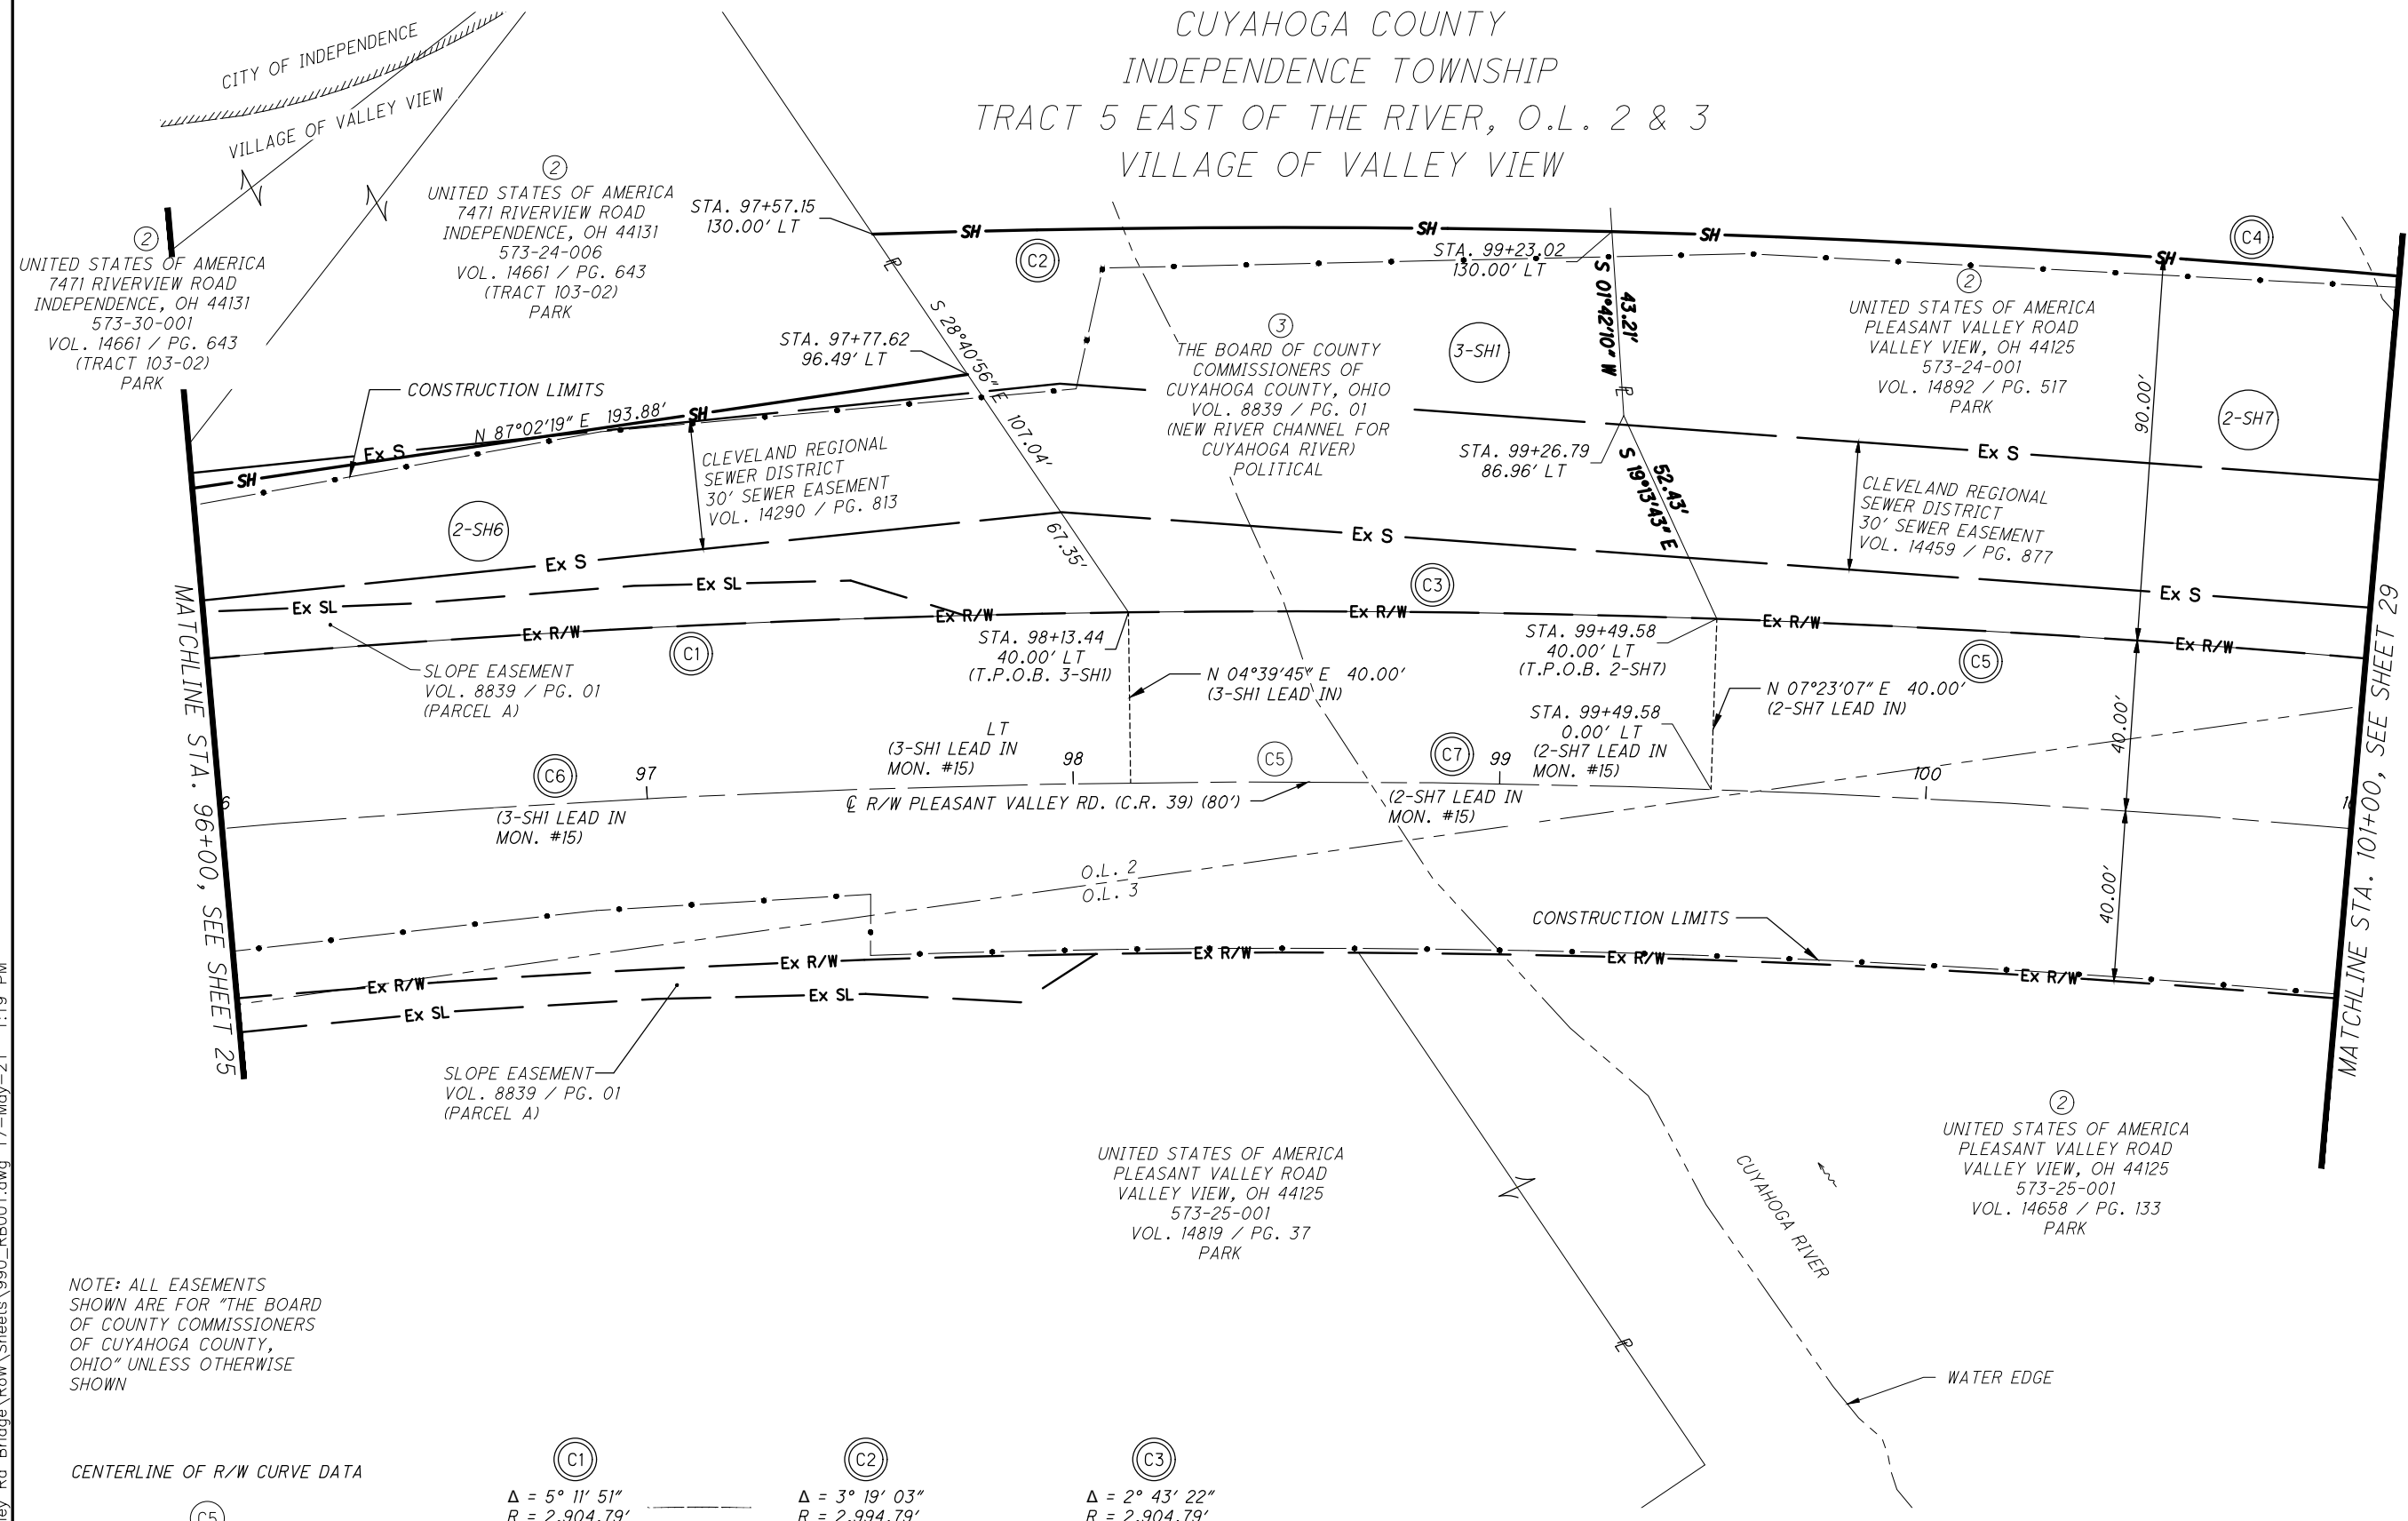 CUYAHOGA COUNTY
INDEPENDENCE TOWNSHIP
TRACT 5 EAST OF THE RIVER, O.L. 2 & 3
VILLAGE OF VALLEY VIEW
CITY OF INDEPENDENCE
VILLAGE OF VALLEY VIEW
2
UNITED STATES OF AMERICA
7471 RIVERVIEW ROAD
INDEPENDENCE, OH 44131
573-30-001
VOL. 14661 / PG. 643
(TRACT 103-02)
PARK
2
UNITED STATES OF AMERICA
7471 RIVERVIEW ROAD
INDEPENDENCE, OH 44131
573-24-006
VOL. 14661 / PG. 643
(TRACT 103-02)
PARK
STA. 97+57.15
130.00' LT
SH
C2
SH
STA. 99+23.02
130.00' LT
SH
SH
C4
STA. 97+77.62
96.49' LT
S 28°40'56" E 107.04'
67.35'
3
THE BOARD OF COUNTY
COMMISSIONERS OF
CUYAHOGA COUNTY, OHIO
VOL. 8839 / PG. 01
(NEW RIVER CHANNEL FOR
CUYAHOGA RIVER)
POLITICAL
3-SH1
43.21'
S 01°42'10" W
2
UNITED STATES OF AMERICA
PLEASANT VALLEY ROAD
VALLEY VIEW, OH 44125
573-24-001
VOL. 14892 / PG. 517
PARK
90.00'
2-SH7
CONSTRUCTION LIMITS
N 87°02'19" E 193.88'
SH
Ex S
SH
CLEVELAND REGIONAL
SEWER DISTRICT
30' SEWER EASEMENT
VOL. 14290 / PG. 813
2-SH6
STA. 99+26.79
86.96' LT
52.43'
S 19°13'43" E
Ex S
CLEVELAND REGIONAL
SEWER DISTRICT
30' SEWER EASEMENT
VOL. 14459 / PG. 877
Ex S
Ex S
Ex S
Ex SL
Ex SL
C3
Ex R/W
Ex R/W
Ex R/W
Ex R/W
Ex R/W
C1
C5
SLOPE EASEMENT
VOL. 8839 / PG. 01
(PARCEL A)
STA. 98+13.44
40.00' LT
(T.P.O.B. 3-SH1)
N 04°39'45" E 40.00'
(3-SH1 LEAD IN)
STA. 99+49.58
40.00' LT
(T.P.O.B. 2-SH7)
N 07°23'07" E 40.00'
(2-SH7 LEAD IN)
LT
(3-SH1 LEAD IN
MON. #15)
STA. 99+49.58
0.00' LT
(2-SH7 LEAD IN
MON. #15)
C6
97
98
C5
C7
99
100
40.00'
6
(3-SH1 LEAD IN
MON. #15)
℄ R/W PLEASANT VALLEY RD. (C.R. 39) (80')
(2-SH7 LEAD IN
MON. #15)
O.L. 2
O.L. 3
40.00'
CONSTRUCTION LIMITS
Ex R/W
Ex R/W
Ex R/W
Ex R/W
Ex R/W
Ex SL
Ex SL
MATCHLINE STA. 96+00, SEE SHEET 25
MATCHLINE STA. 101+00, SEE SHEET 29
SLOPE EASEMENT
VOL. 8839 / PG. 01
(PARCEL A)
UNITED STATES OF AMERICA
PLEASANT VALLEY ROAD
VALLEY VIEW, OH 44125
573-25-001
VOL. 14819 / PG. 37
PARK
CUYAHOGA RIVER
2
UNITED STATES OF AMERICA
PLEASANT VALLEY ROAD
VALLEY VIEW, OH 44125
573-25-001
VOL. 14658 / PG. 133
PARK
WATER EDGE
NOTE: ALL EASEMENTS
SHOWN ARE FOR "THE BOARD
OF COUNTY COMMISSIONERS
OF CUYAHOGA COUNTY,
OHIO" UNLESS OTHERWISE
SHOWN
CENTERLINE OF R/W CURVE DATA
C5
C1
Δ = 5° 11' 51"
R = 2,904.79'
C2
Δ = 3° 19' 03"
R = 2,994.79'
C3
Δ = 2° 43' 22"
R = 2,904.79'